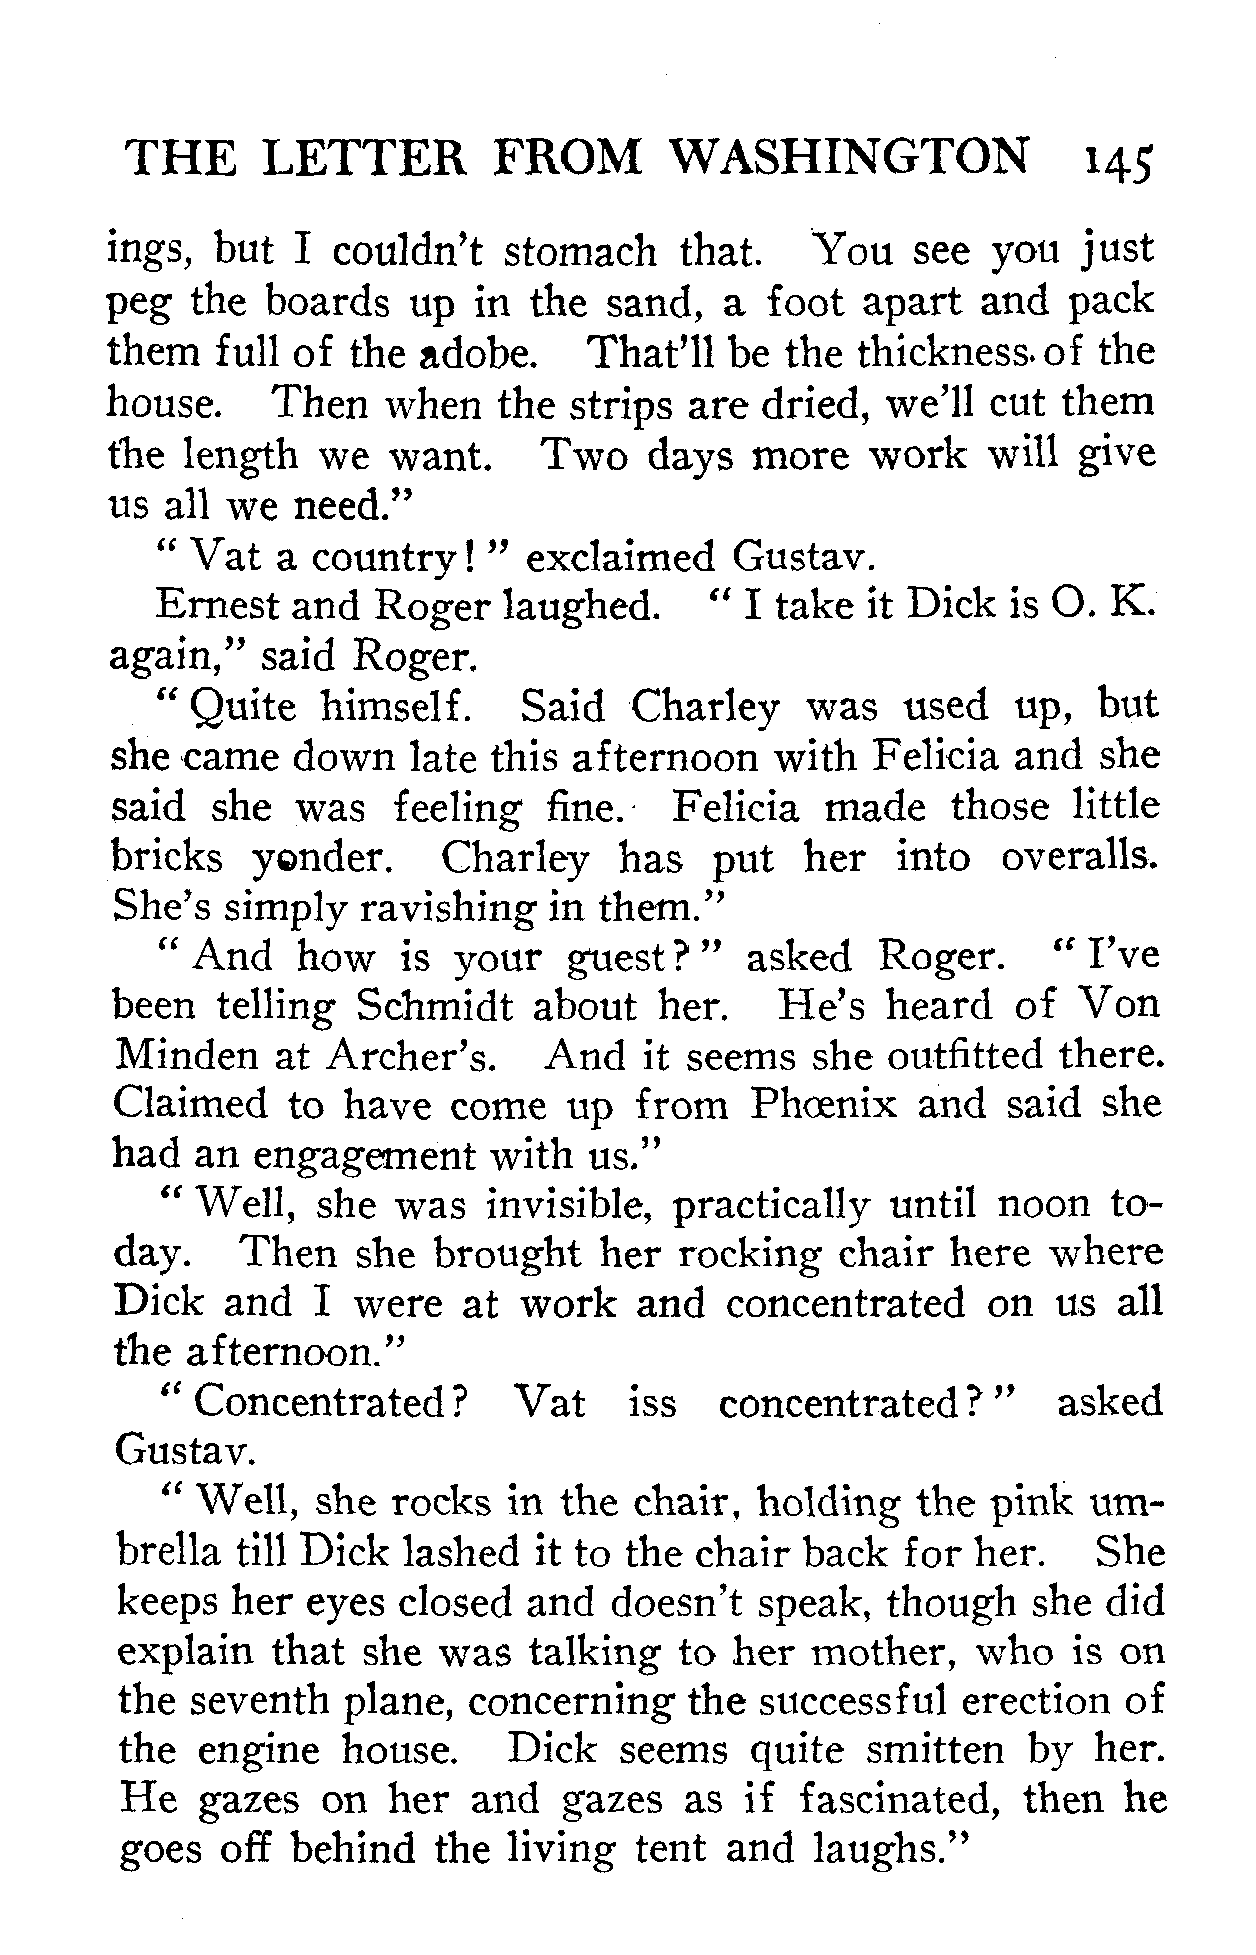 THE LETTER FROM WASHINGTON 145
ings, but I couldn't stomach that. You see you just
peg the boards up in the sand, a foot apart and pack
them full of the adobe. That'll be the thickness of the
house. Then when the strips are dried, we'll cut them
the length we want. Two days more work will give
us all we need."
" Vat a country! " exclaimed Gustav.
Ernest and Roger laughed. " I take it Dick is O. K.
again," said Roger.
" Quite himself. Said Charley was used up, but
she came down late this afternoon with Felicia and she
said she was feeling fine. Felicia made those little
bricks yonder. Charley has put her into overalls.
She's simply ravishing in them."
" And how is your guest? " asked Roger. " I've
been telling Schmidt about her. He's heard of Von
Minden at Archer's. And it seems she outfitted there.
Claimed to have come up from Phœnix and said she
had an engagement with us."
" Well, she was invisible, practically until noon to-
day. Then she brought her rocking chair here where
Dick and I were at work and concentrated on us all
the afternoon."
" Concentrated? Vat iss concentrated? " asked
Gustav.
" Well, she rocks in the chair, holding the pink um-
brella till Dick lashed it to the chair back for her. She
keeps her eyes closed and doesn't speak, though she did
explain that she was talking to her mother, who is on
the seventh plane, concerning the successful erection of
the engine house. Dick seems quite smitten by her.
He gazes on her and gazes as if fascinated, then he
goes off behind the living tent and laughs."